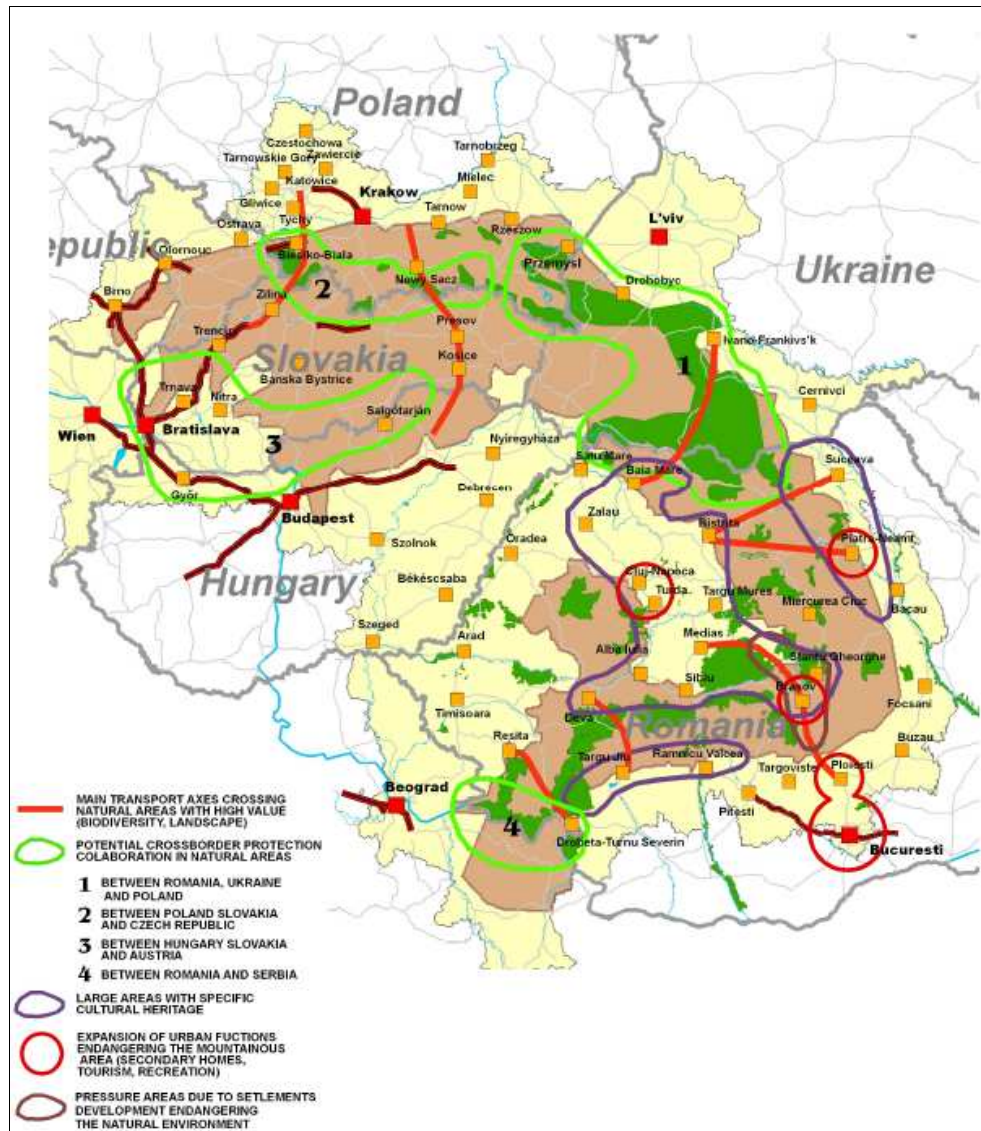 Poland
Czestochowa
Zawiercie
Tarnobrzeg
Tarnowskie Gory
Katowice
Mielec
Gliwice
Krakow
Tychy
Tarnow
Rzeszow
L'viv
Ostrava
epublic
Olomouc
Bielko-Biala
Przemysl
Ukraine
Nowy Sacz
Drohobyc
2
Brno
Zilina
Presov
Trencin
Ivano-Frankivs'k
Slovakia
Kosice
1
Banska Bystrice
Trnava
Nitra
Cernivci
Salgótarján
Wien
Bratislava
3
Nyíregyháza
Satu Mare
Baia Mare
Suceava
Győr
Debrecen
Budapest
Zalau
Bistrita
Szolnok
Oradea
Piatra-Neamt
Hungary
Cluj-Napoca
Békéscsaba
Turda
Targu Mures
Miercurea Ciuc
Bacau
Szeged
Arad
Medias
Alba Iulia
Sfantu Gheorghe
Sibiu
Brasov
Timisoara
Deva
Romania
Focsani
Resita
Targu Jiu
Ramnicu Valcea
Buzau
Targoviste
Ploiesti
Beograd
Pitesti
4
Drobeta-Turnu Severin
Bucuresti
MAIN TRANSPORT AXES CROSSING
NATURAL AREAS WITH HIGH VALUE
(BIODIVERSITY, LANDSCAPE)
POTENTIAL CROSSBORDER PROTECTION
COLABORATION IN NATURAL AREAS
1 BETWEEN ROMANIA, UKRAINE
AND POLAND
2 BETWEEN POLAND SLOVAKIA
AND CZECH REPUBLIC
3 BETWEEN HUNGARY SLOVAKIA
AND AUSTRIA
4 BETWEEN ROMANIA AND SERBIA
LARGE AREAS WITH SPECIFIC
CULTURAL HERITAGE
EXPANSION OF URBAN FUCTIONS
ENDANGERING THE MOUNTAINOUS
AREA (SECONDARY HOMES,
TOURISM, RECREATION)
PRESSURE AREAS DUE TO SETLEMENTS
DEVELOPMENT ENDANGERING
THE NATURAL ENVIRONMENT